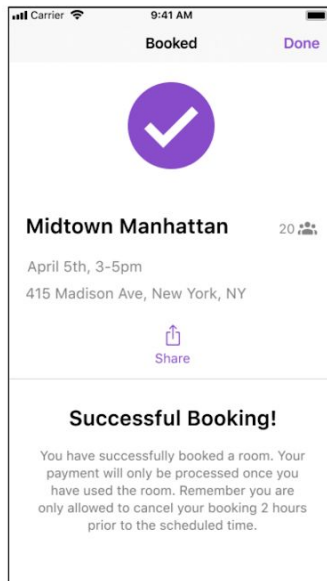 Carrier 9:41 AM
Booked Done
Midtown Manhattan 20
April 5th, 3-5pm
415 Madison Ave, New York, NY
Share
Successful Booking!
You have successfully booked a room. Your
payment will only be processed once you
have used the room. Remember you are
only allowed to cancel your booking 2 hours
prior to the scheduled time.